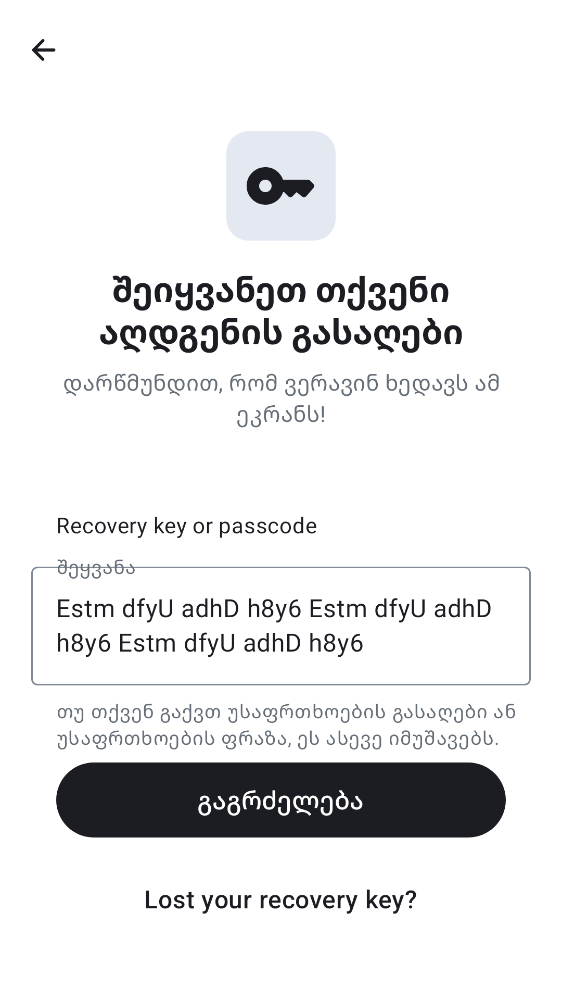 შეიყვანეთ თქვენი
აღდგენის გასაღები
დარწმუნდით, რომ ვერავინ ხედავს ამ
ეკრანს!
Recovery key or passcode
შეყვანა
Estm dfyU adhD h8y6 Estm dfyU adhD
h8y6 Estm dfyU adhD h8y6
თუ თქვენ გაქვთ უსაფრთხოების გასაღები ან
უსაფრთხოების ფრაზა, ეს ასევე იმუშავებს.
გაგრძელება
Lost your recovery key?